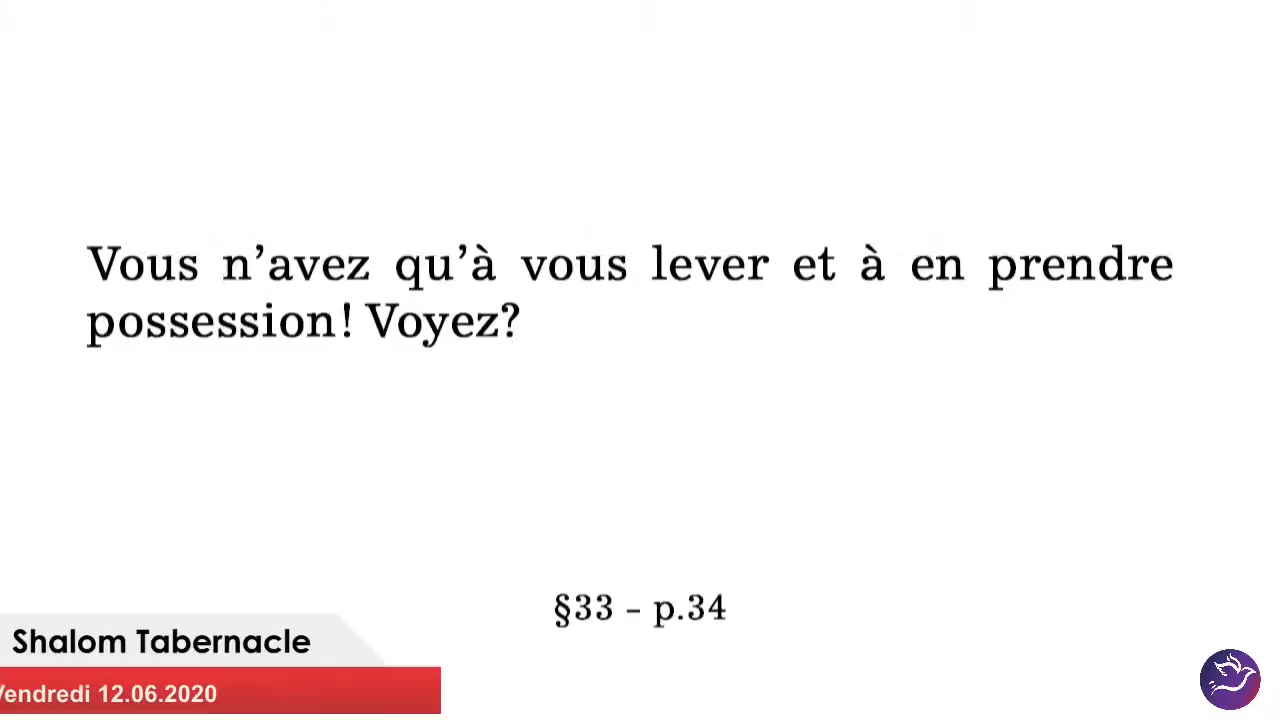 Vous n’avez qu’à vous lever et à en prendre
possession! Voyez?
§33 – p.34
Shalom Tabernacle
Vendredi 12.06.2020